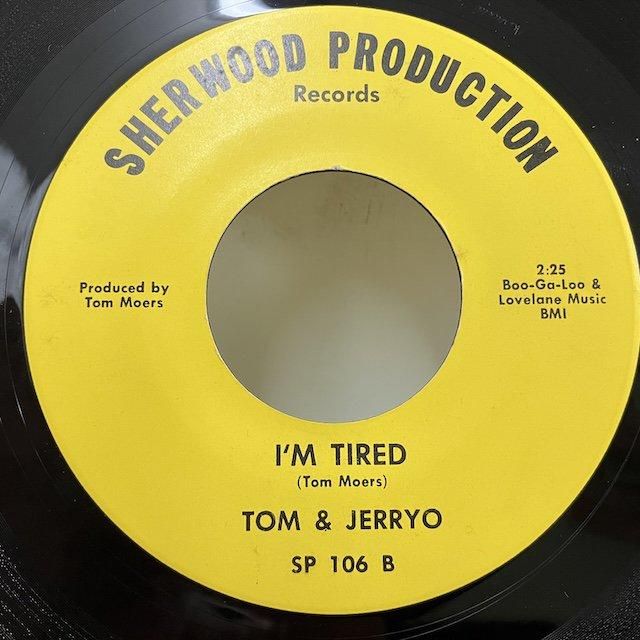 SHERWOOD PRODUCTION
Records
Produced by
Tom Moers
2:25
Boo-Ga-Loo &
Lovelane Music
BMI
I'M TIRED
(Tom Moers)
TOM & JERRYO
SP 106 B